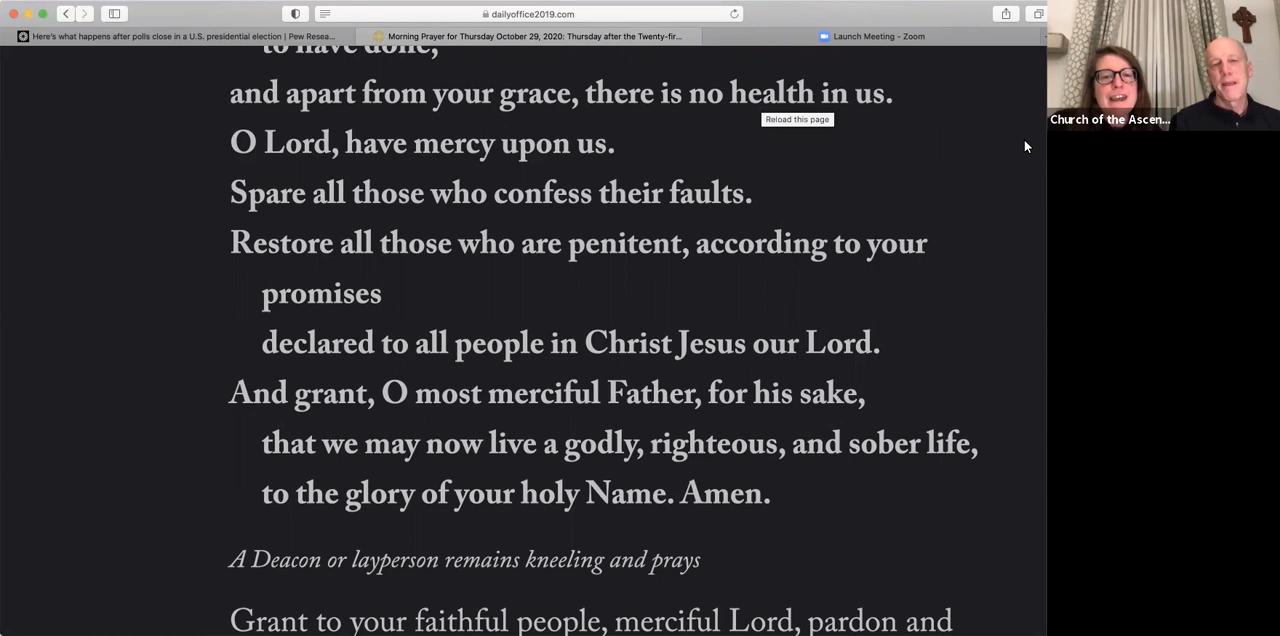 dailyoffice2019.com
Here's what happens after polls close in a U.S. presidential election | Pew Resea...
Morning Prayer for Thursday October 29, 2020: Thursday after the Twenty-fir...
Launch Meeting - Zoom
to have done,
and apart from your grace, there is no health in us.
Reload this page
O Lord, have mercy upon us.
Spare all those who confess their faults.
Restore all those who are penitent, according to your
promises
declared to all people in Christ Jesus our Lord.
And grant, O most merciful Father, for his sake,
that we may now live a godly, righteous, and sober life,
to the glory of your holy Name. Amen.
A Deacon or layperson remains kneeling and prays
Grant to your faithful people, merciful Lord, pardon and
Church of the Ascen...